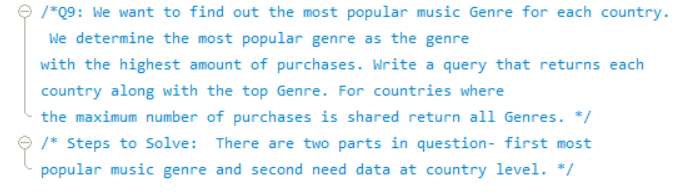 /*Q9: We want to find out the most popular music Genre for each country.
We determine the most popular genre as the genre
with the highest amount of purchases. Write a query that returns each
country along with the top Genre. For countries where
the maximum number of purchases is shared return all Genres. */
/* Steps to Solve:  There are two parts in question- first most
popular music genre and second need data at country level. */